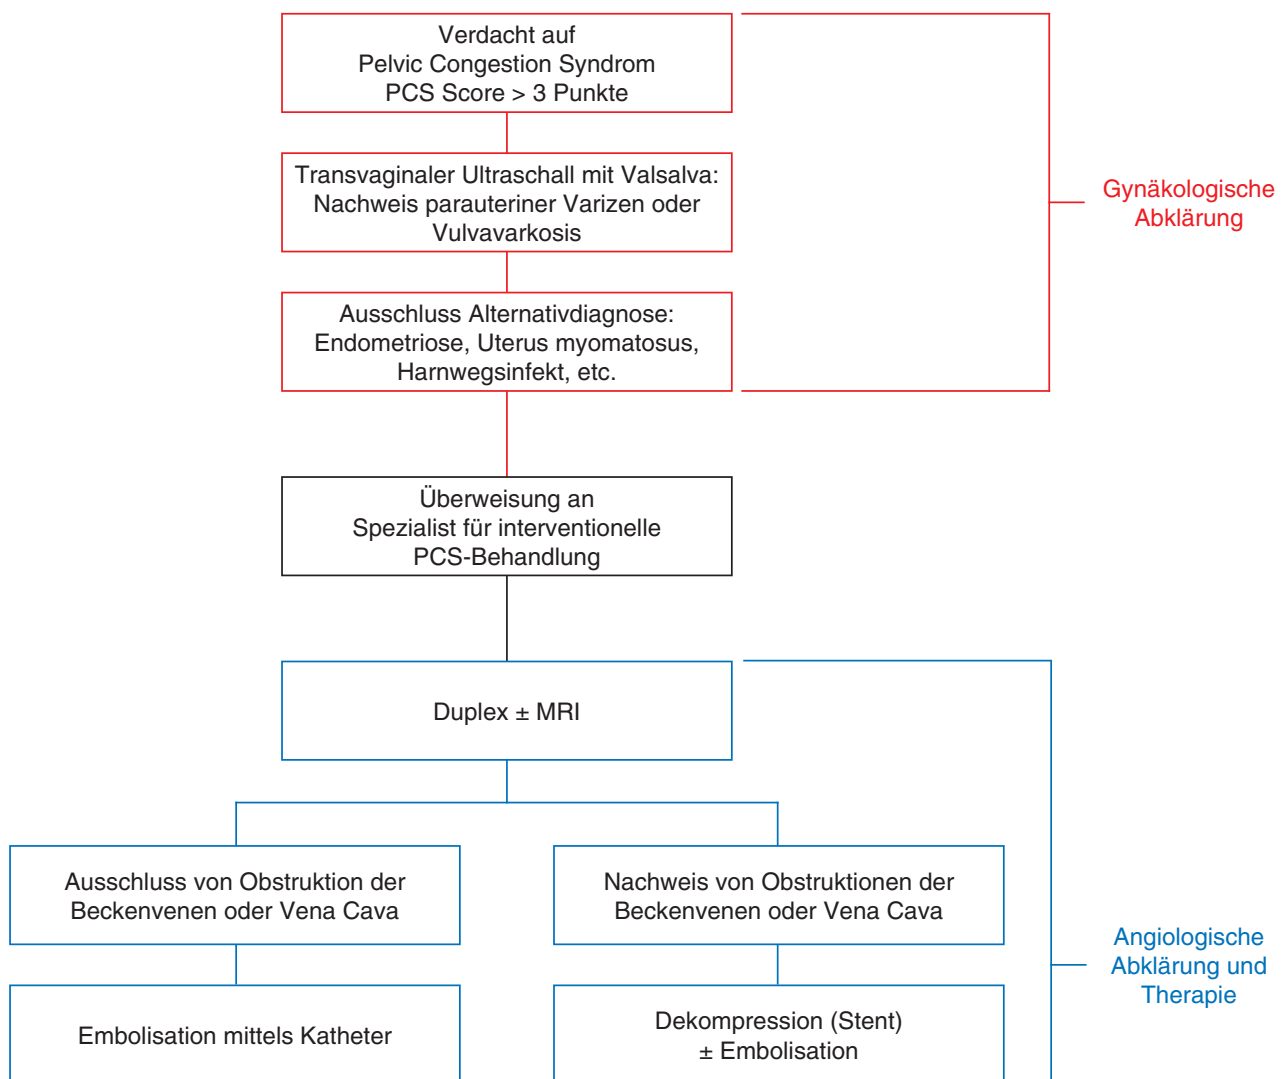 Verdacht auf
Pelvic Congestion Syndrom
PCS Score > 3 Punkte
Transvaginaler Ultraschall mit Valsalva:
Nachweis parauteriner Varizen oder
Vulvavarkosis
Gynäkologische
Abklärung
Ausschluss Alternativdiagnose:
Endometriose, Uterus myomatosus,
Harnwegsinfekt, etc.
Überweisung an
Spezialist für interventionelle
PCS-Behandlung
Duplex ± MRI
Ausschluss von Obstruktion der
Beckenvenen oder Vena Cava
Nachweis von Obstruktionen der
Beckenvenen oder Vena Cava
Embolisation mittels Katheter
Dekompression (Stent)
± Embolisation
Angiologische
Abklärung und
Therapie